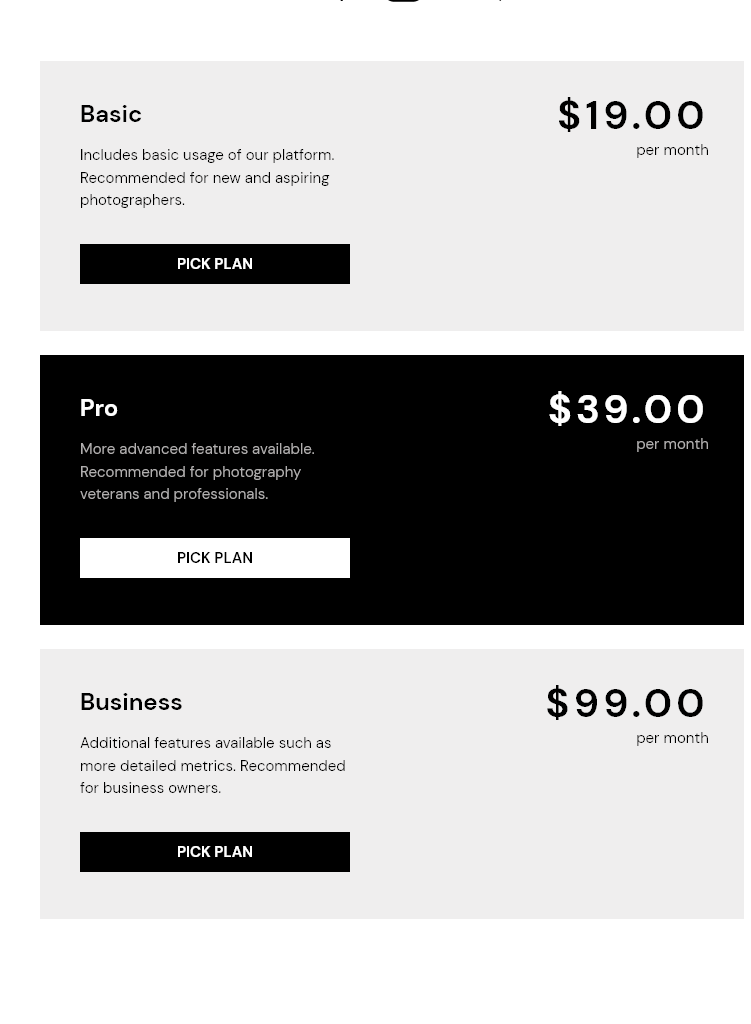 Basic
$19.00
per month
Includes basic usage of our platform.
Recommended for new and aspiring
photographers.
PICK PLAN
Pro
$39.00
per month
More advanced features available.
Recommended for photography
veterans and professionals.
PICK PLAN
Business
$99.00
per month
Additional features available such as
more detailed metrics. Recommended
for business owners.
PICK PLAN